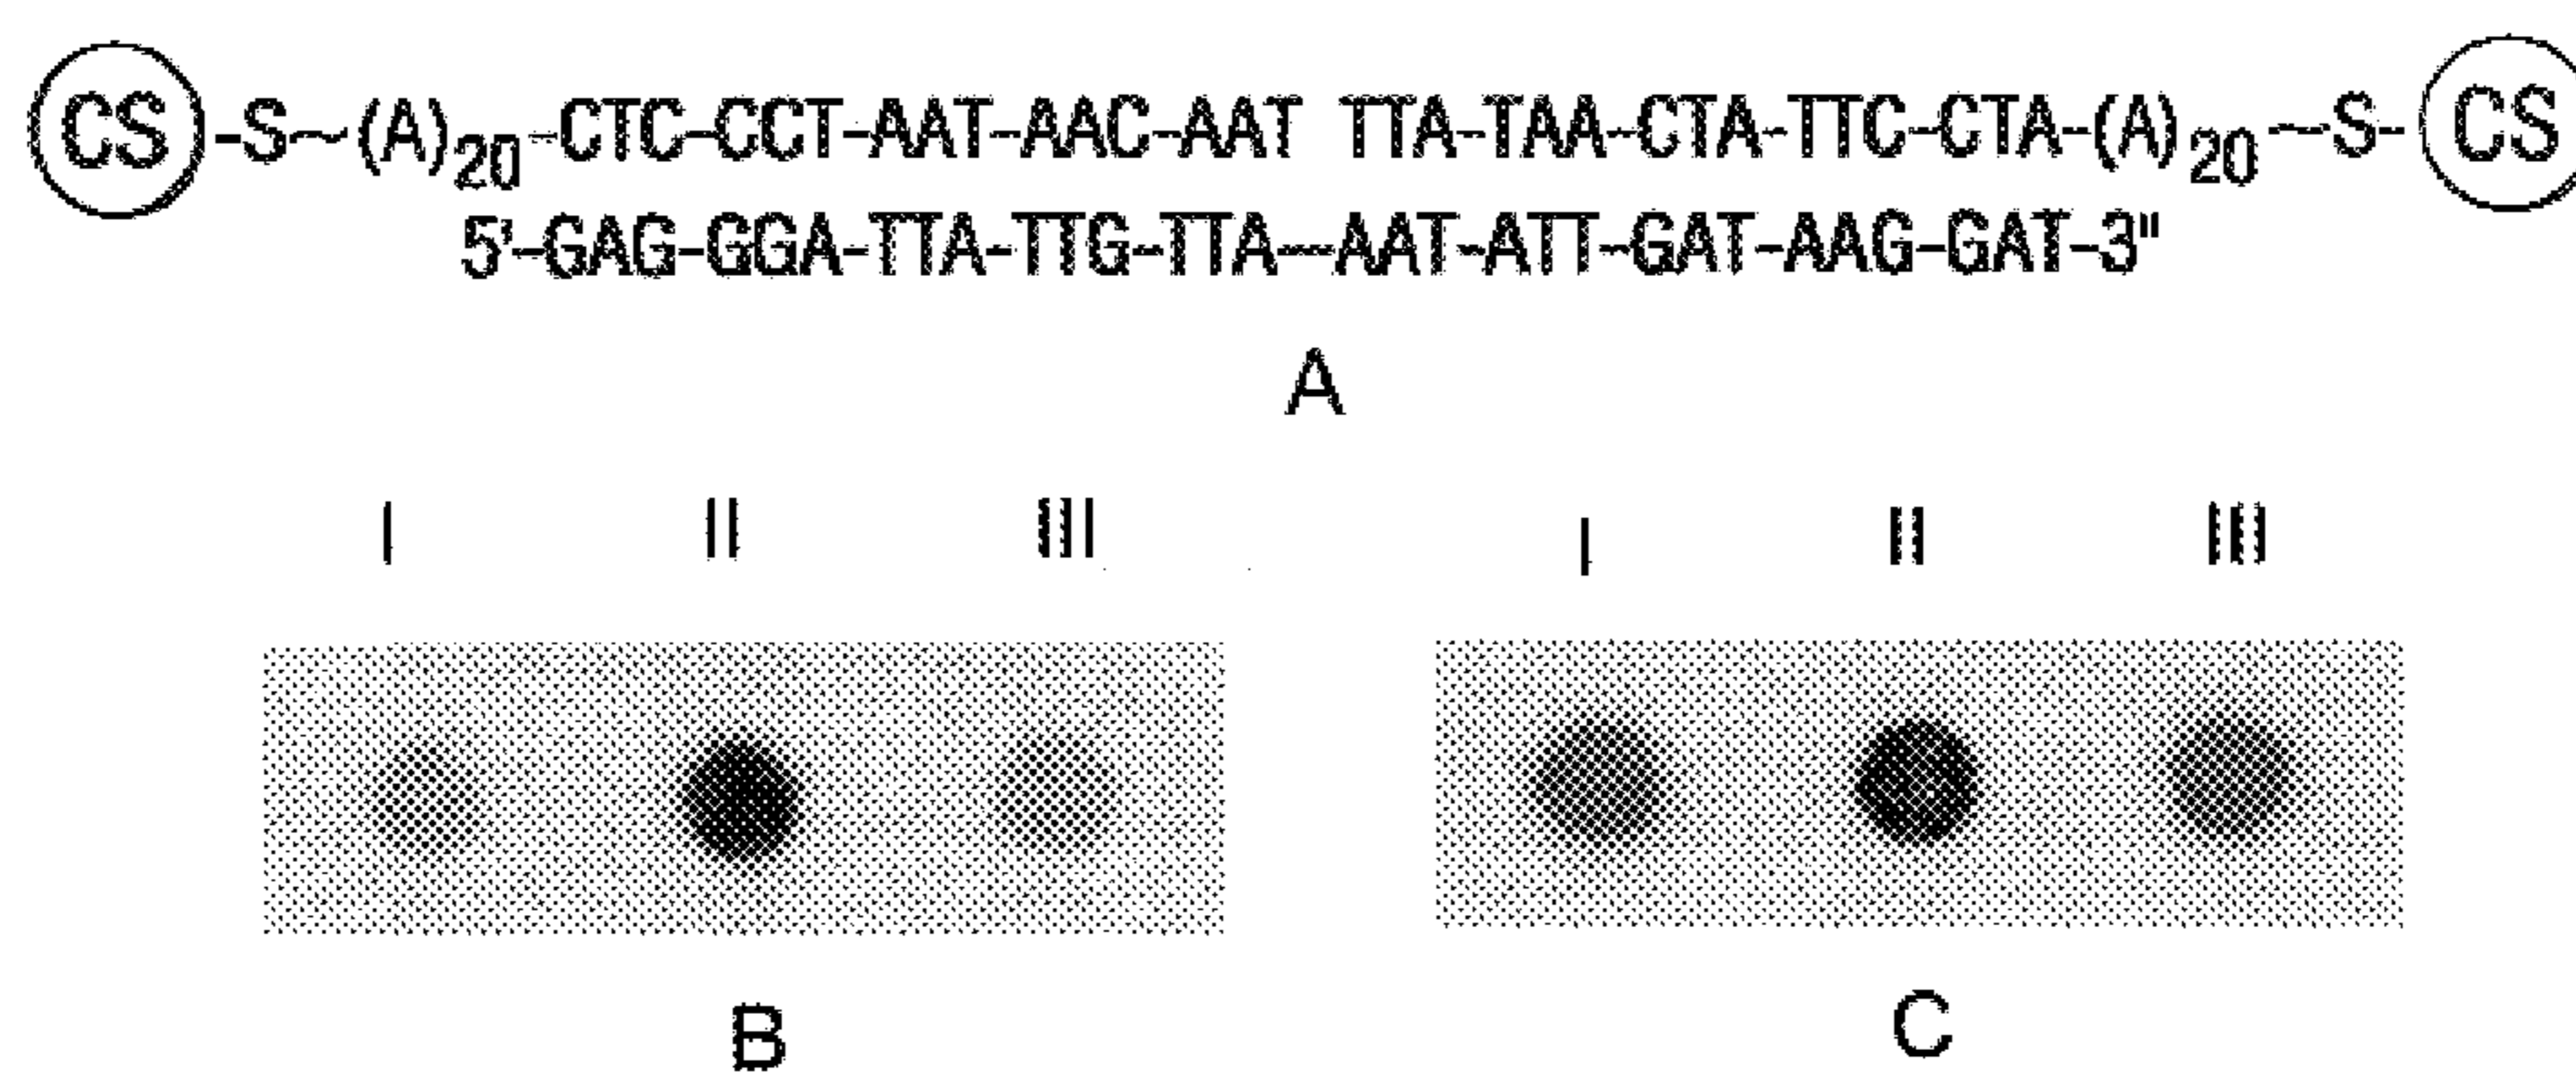 CS-S~(A)20-CTC-CCT-AAT-AAC-AAT TTA-TAA-CTA-TTC-CTA-(A)20~S-CS
5'-GAG-GGA-TTA-TTG-TTA-AAT-ATT-GAT-AAG-GAT-3"
A
I II III I II III
B C